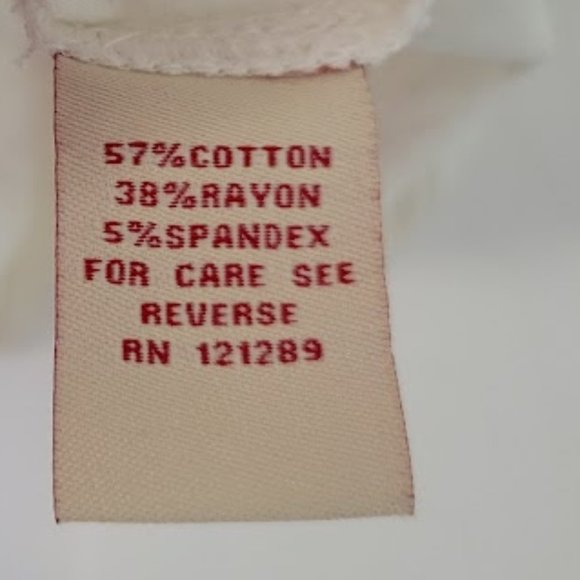 57%COTTON
38%RAYON
5%SPANDEX
FOR CARE SEE
REVERSE
RN 121289